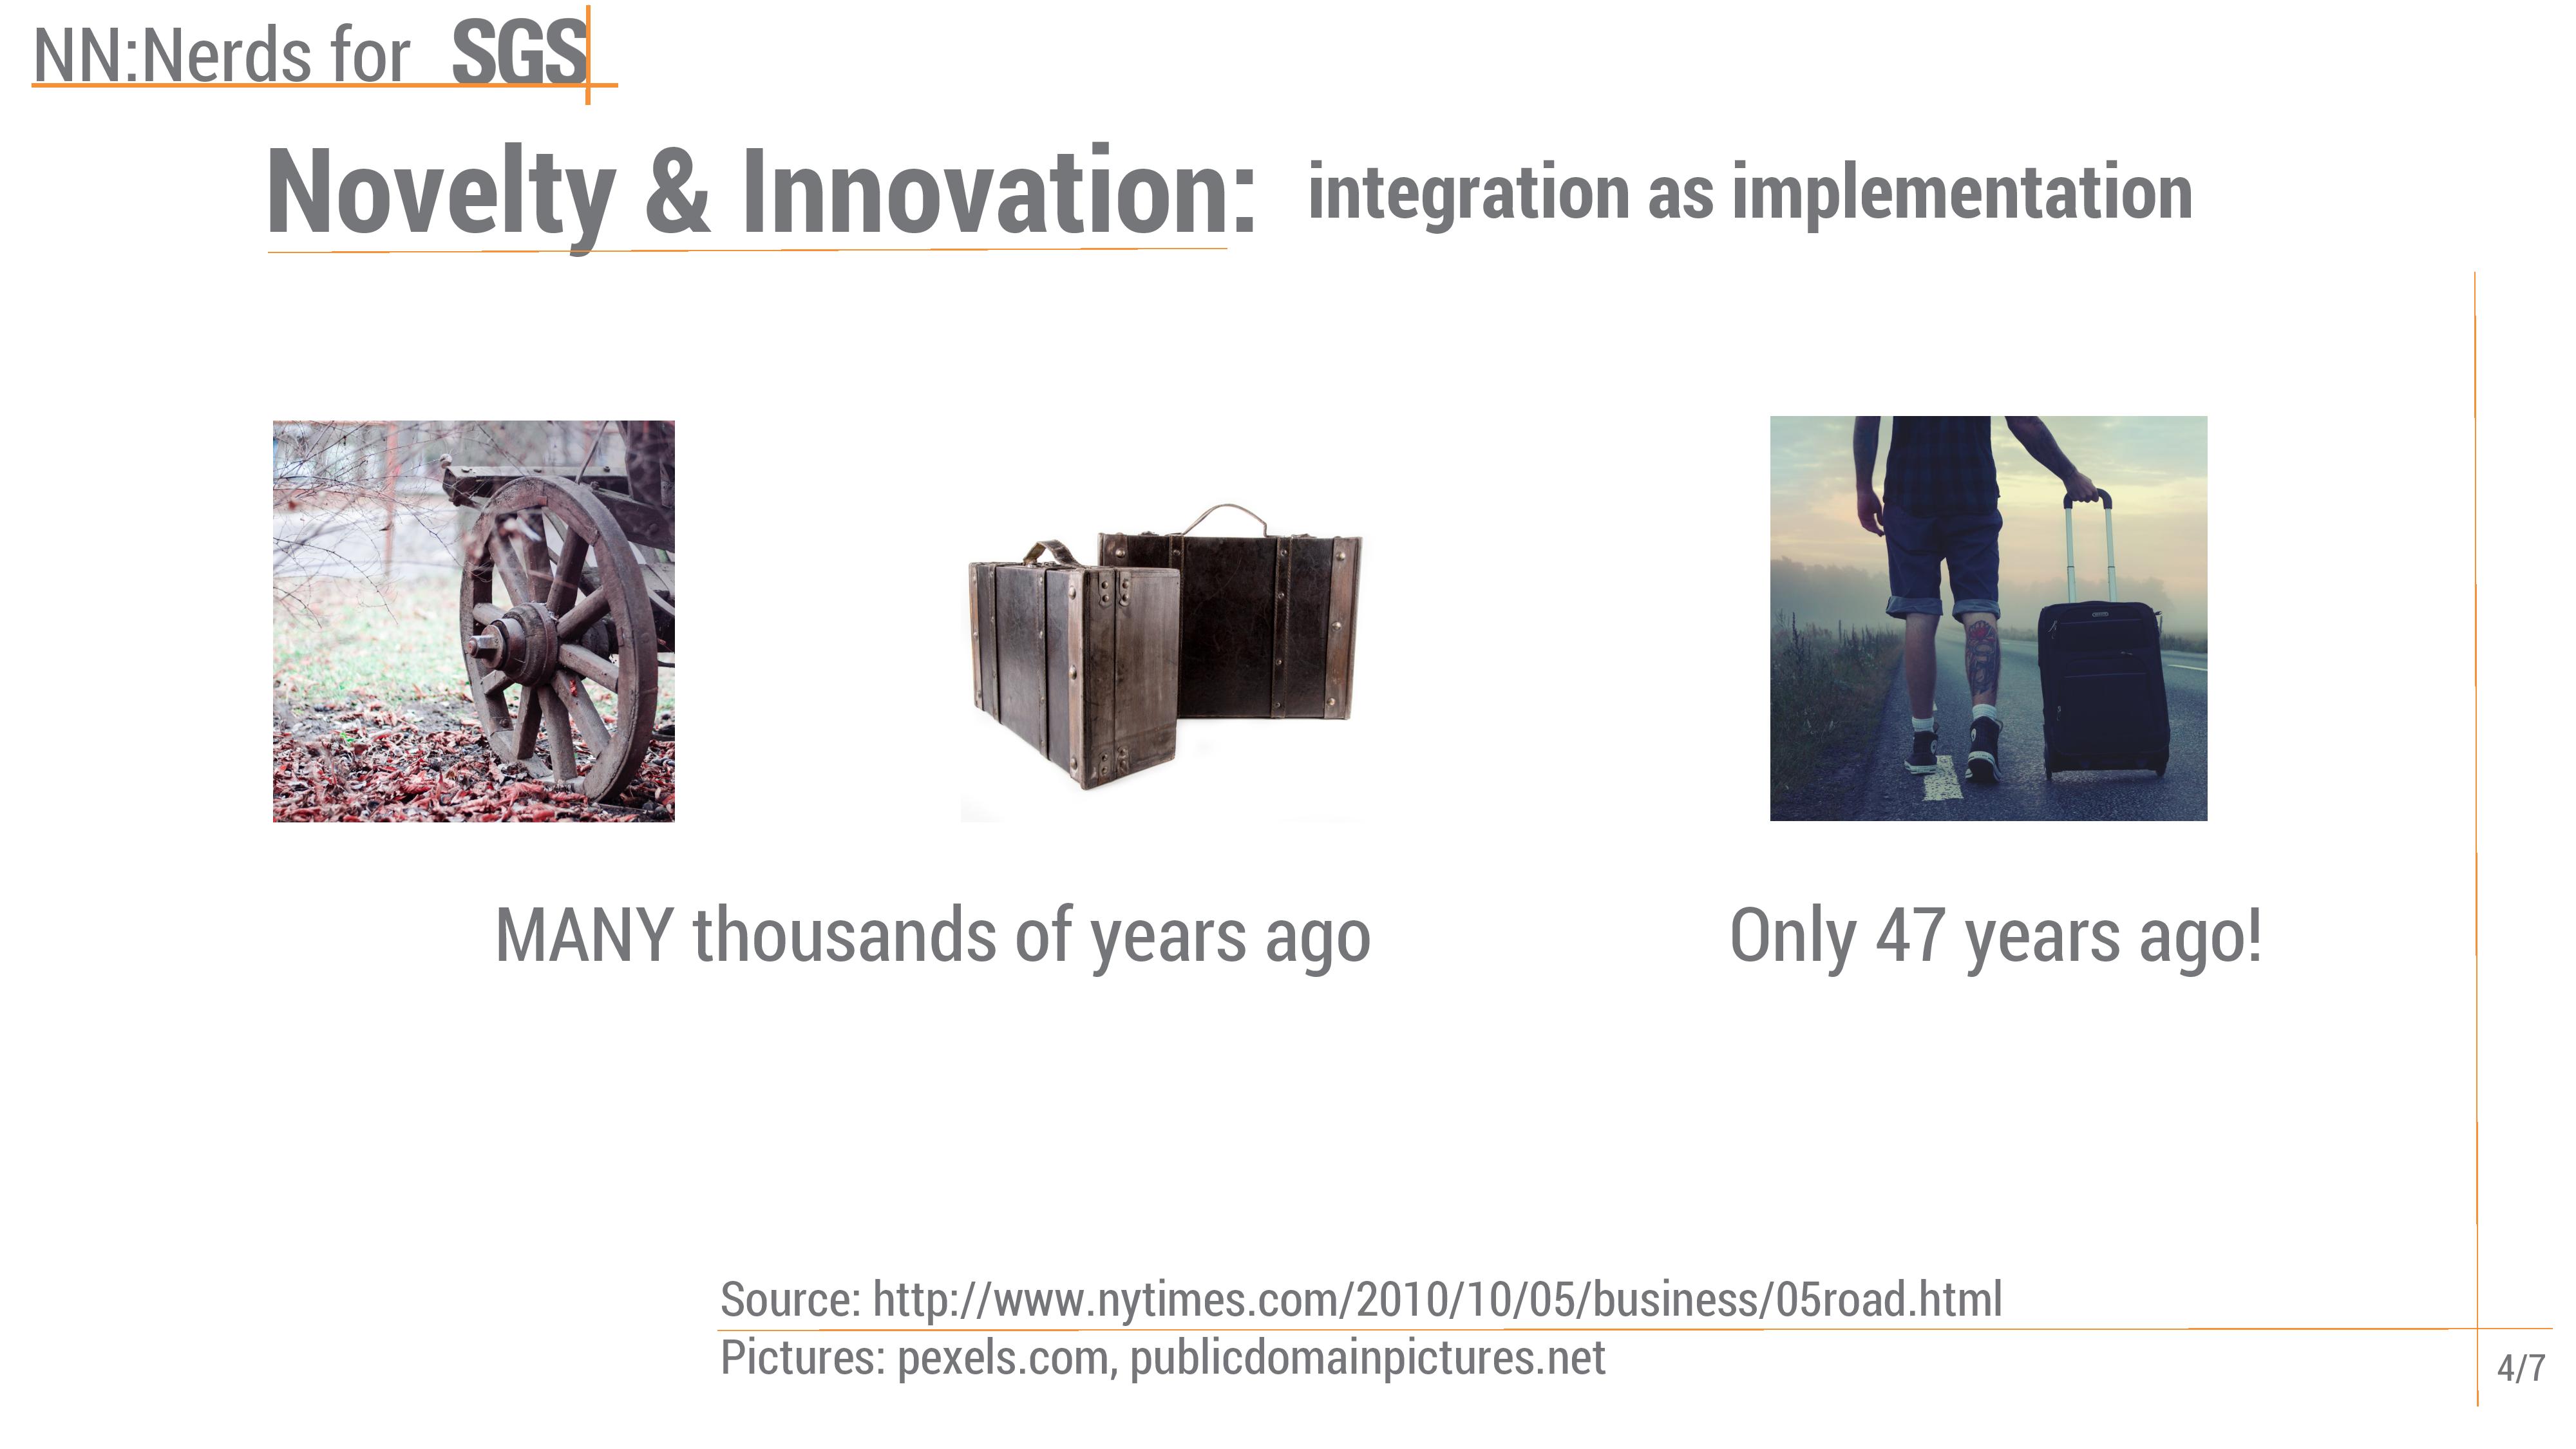 NN:Nerds for SGS
Novelty & Innovation: integration as implementation
MANY thousands of years ago
Only 47 years ago!
Source: http://www.nytimes.com/2010/10/05/business/05road.html
Pictures: pexels.com, publicdomainpictures.net
4/7